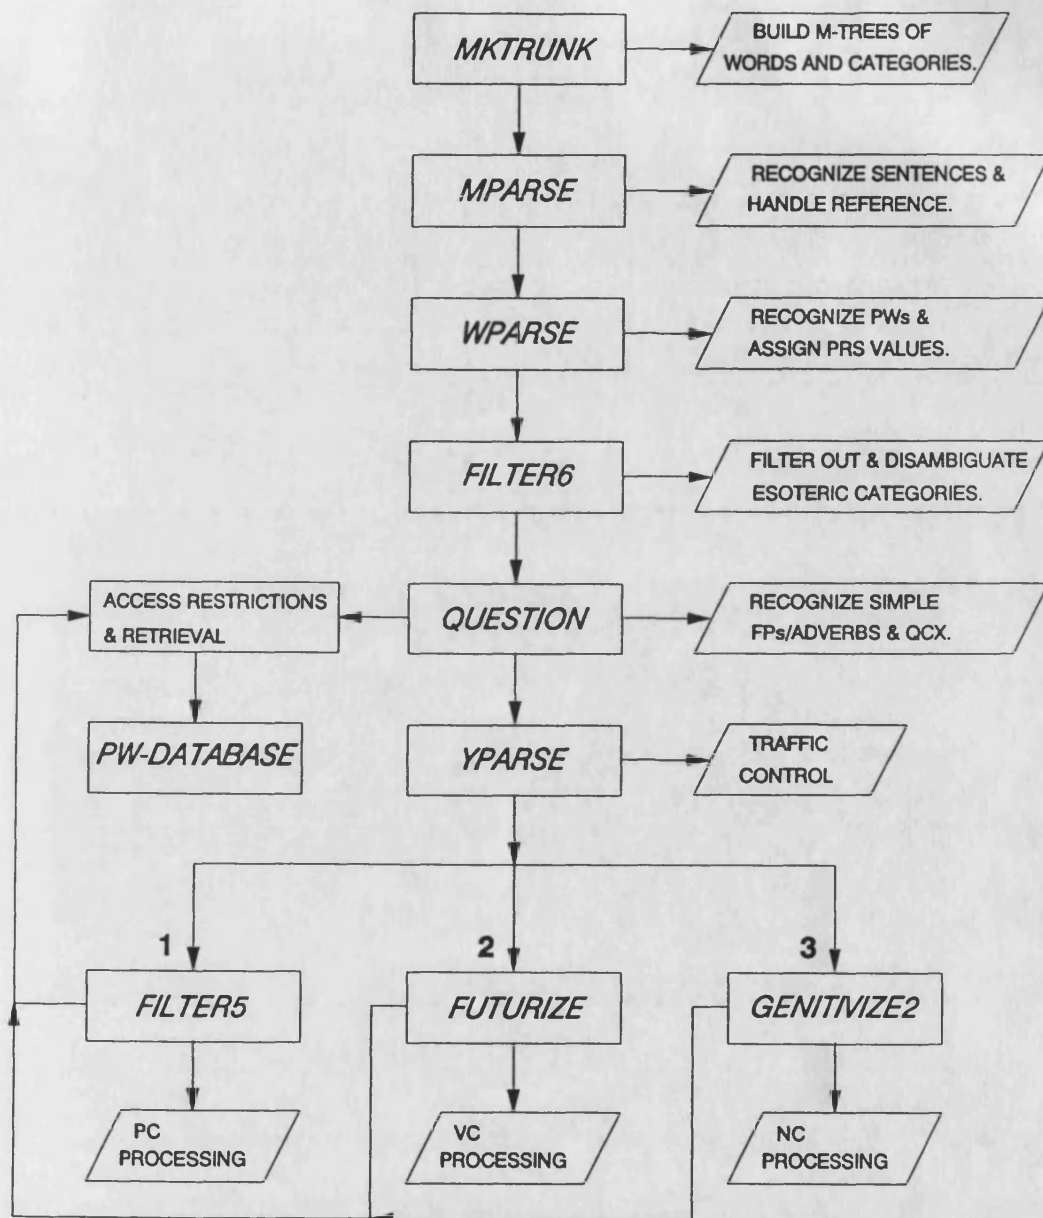 MKTRUNK
BUILD M-TREES OF
WORDS AND CATEGORIES.
MPARSE
RECOGNIZE SENTENCES &
HANDLE REFERENCE.
WPARSE
RECOGNIZE PWs &
ASSIGN PRS VALUES.
FILTER6
FILTER OUT & DISAMBIGUATE
ESOTERIC CATEGORIES.
ACCESS RESTRICTIONS
& RETRIEVAL
QUESTION
RECOGNIZE SIMPLE
FPs/ADVERBS & QCX.
PW-DATABASE
YPARSE
TRAFFIC
CONTROL
1
2
3
FILTER5
FUTURIZE
GENITIVIZE2
PC
PROCESSING
VC
PROCESSING
NC
PROCESSING